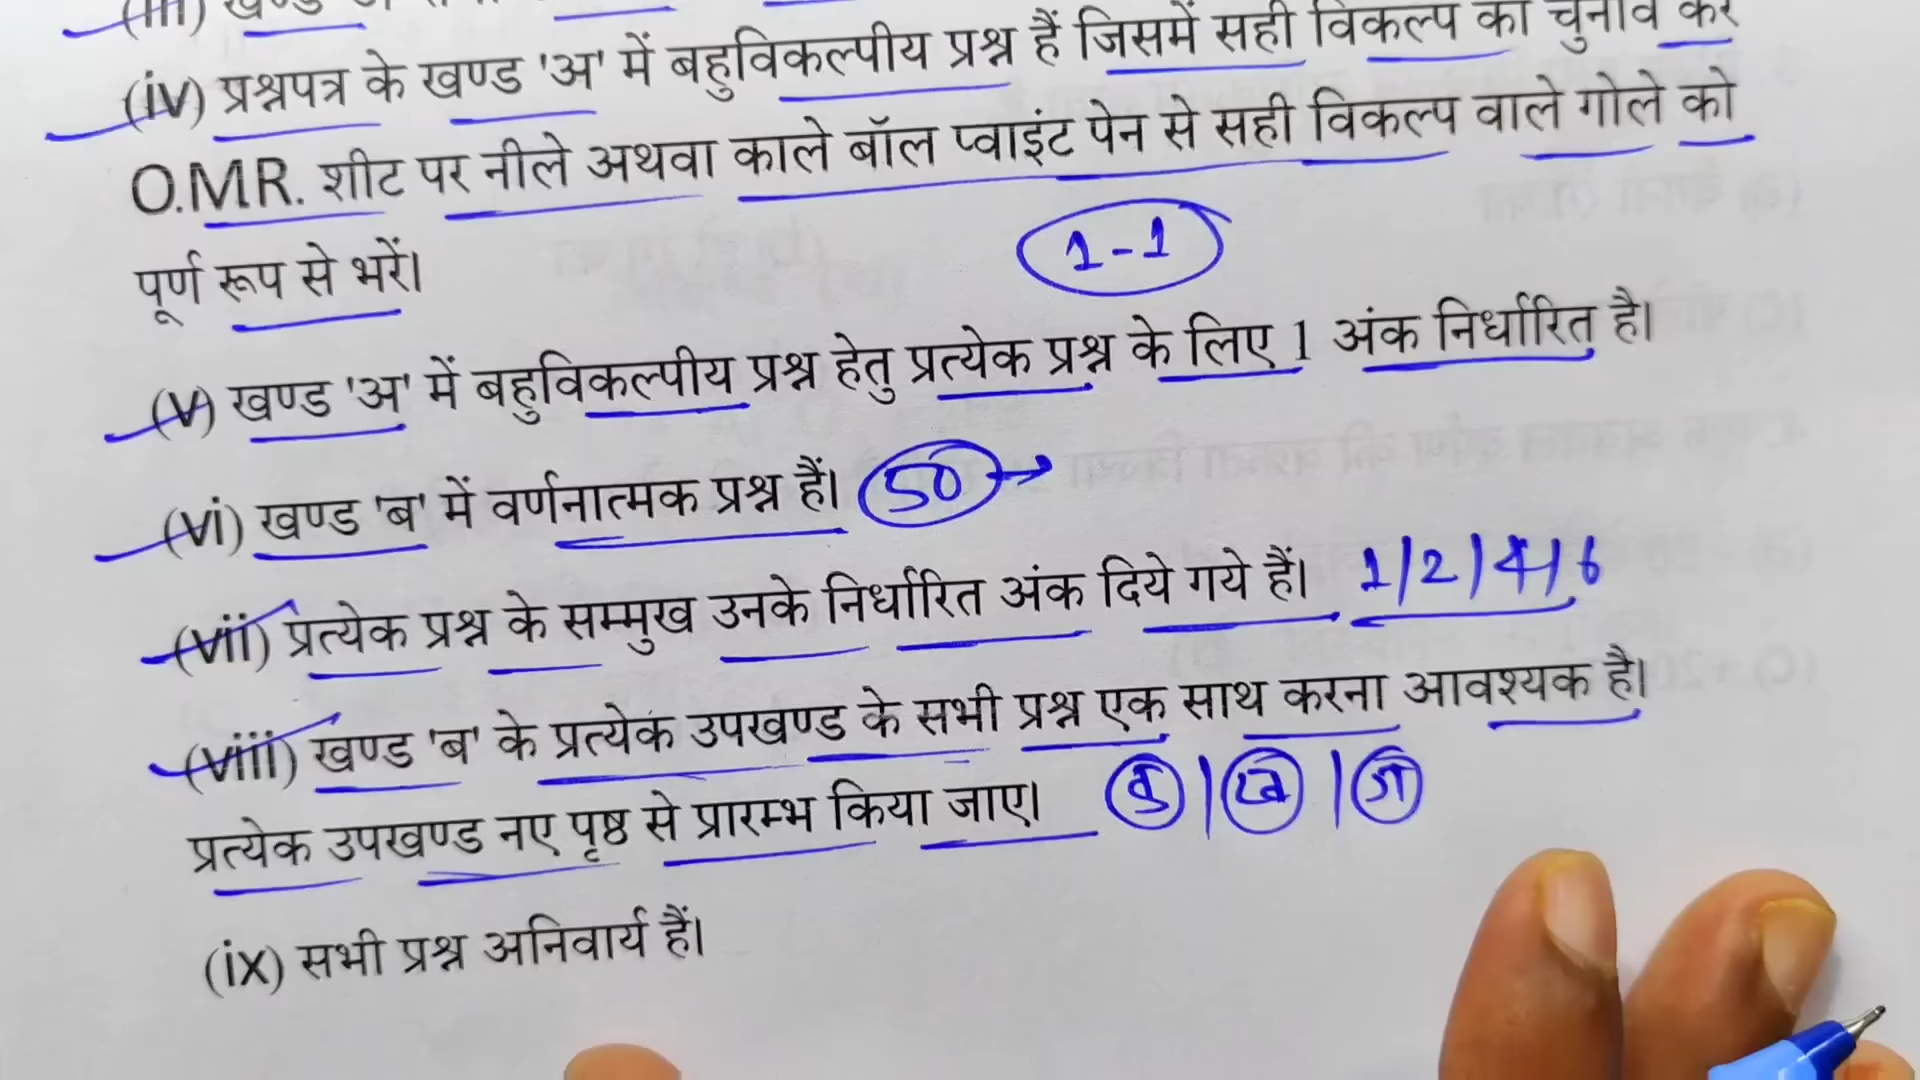 (iii) खण्ड
(iv) प्रश्नपत्र के खण्ड 'अ' में बहुविकल्पीय प्रश्न हैं जिसमें सही विकल्प का चुनाव कर
O.M.R. शीट पर नीले अथवा काले बॉल प्वाइंट पेन से सही विकल्प वाले गोले को
पूर्ण रूप से भरें।
1-1
(v) खण्ड 'अ' में बहुविकल्पीय प्रश्न हेतु प्रत्येक प्रश्न के लिए 1 अंक निर्धारित है।
(vi) खण्ड 'ब' में वर्णनात्मक प्रश्न हैं। 50
(vii) प्रत्येक प्रश्न के सम्मुख उनके निर्धारित अंक दिये गये हैं। 1/2/4/6
(viii) खण्ड 'ब' के प्रत्येक उपखण्ड के सभी प्रश्न एक साथ करना आवश्यक है।
प्रत्येक उपखण्ड नए पृष्ठ से प्रारम्भ किया जाए। क | ख | ग
(ix) सभी प्रश्न अनिवार्य हैं।